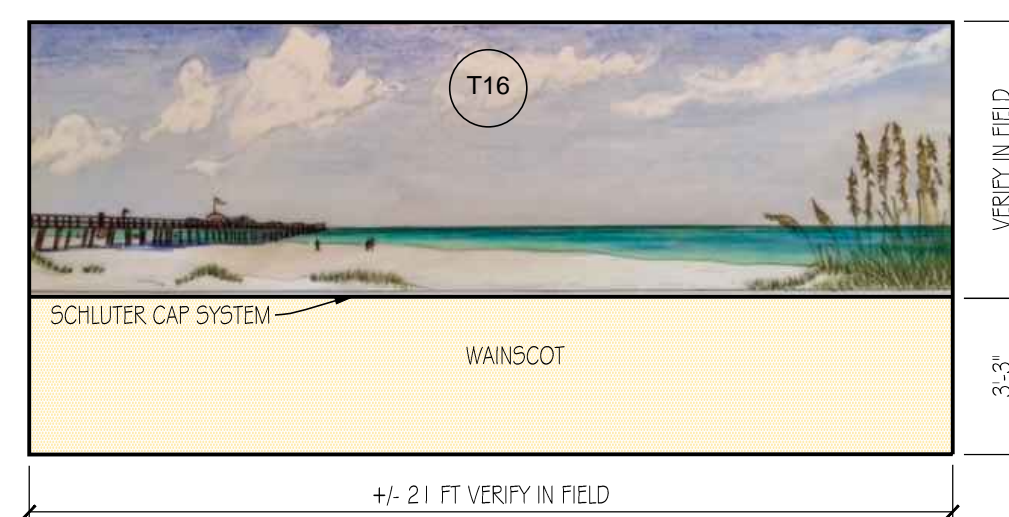 T16
VERIFY IN FIELD
SCHLUTER CAP SYSTEM
WAINSCOT
3'-3"
+/- 21 FT VERIFY IN FIELD